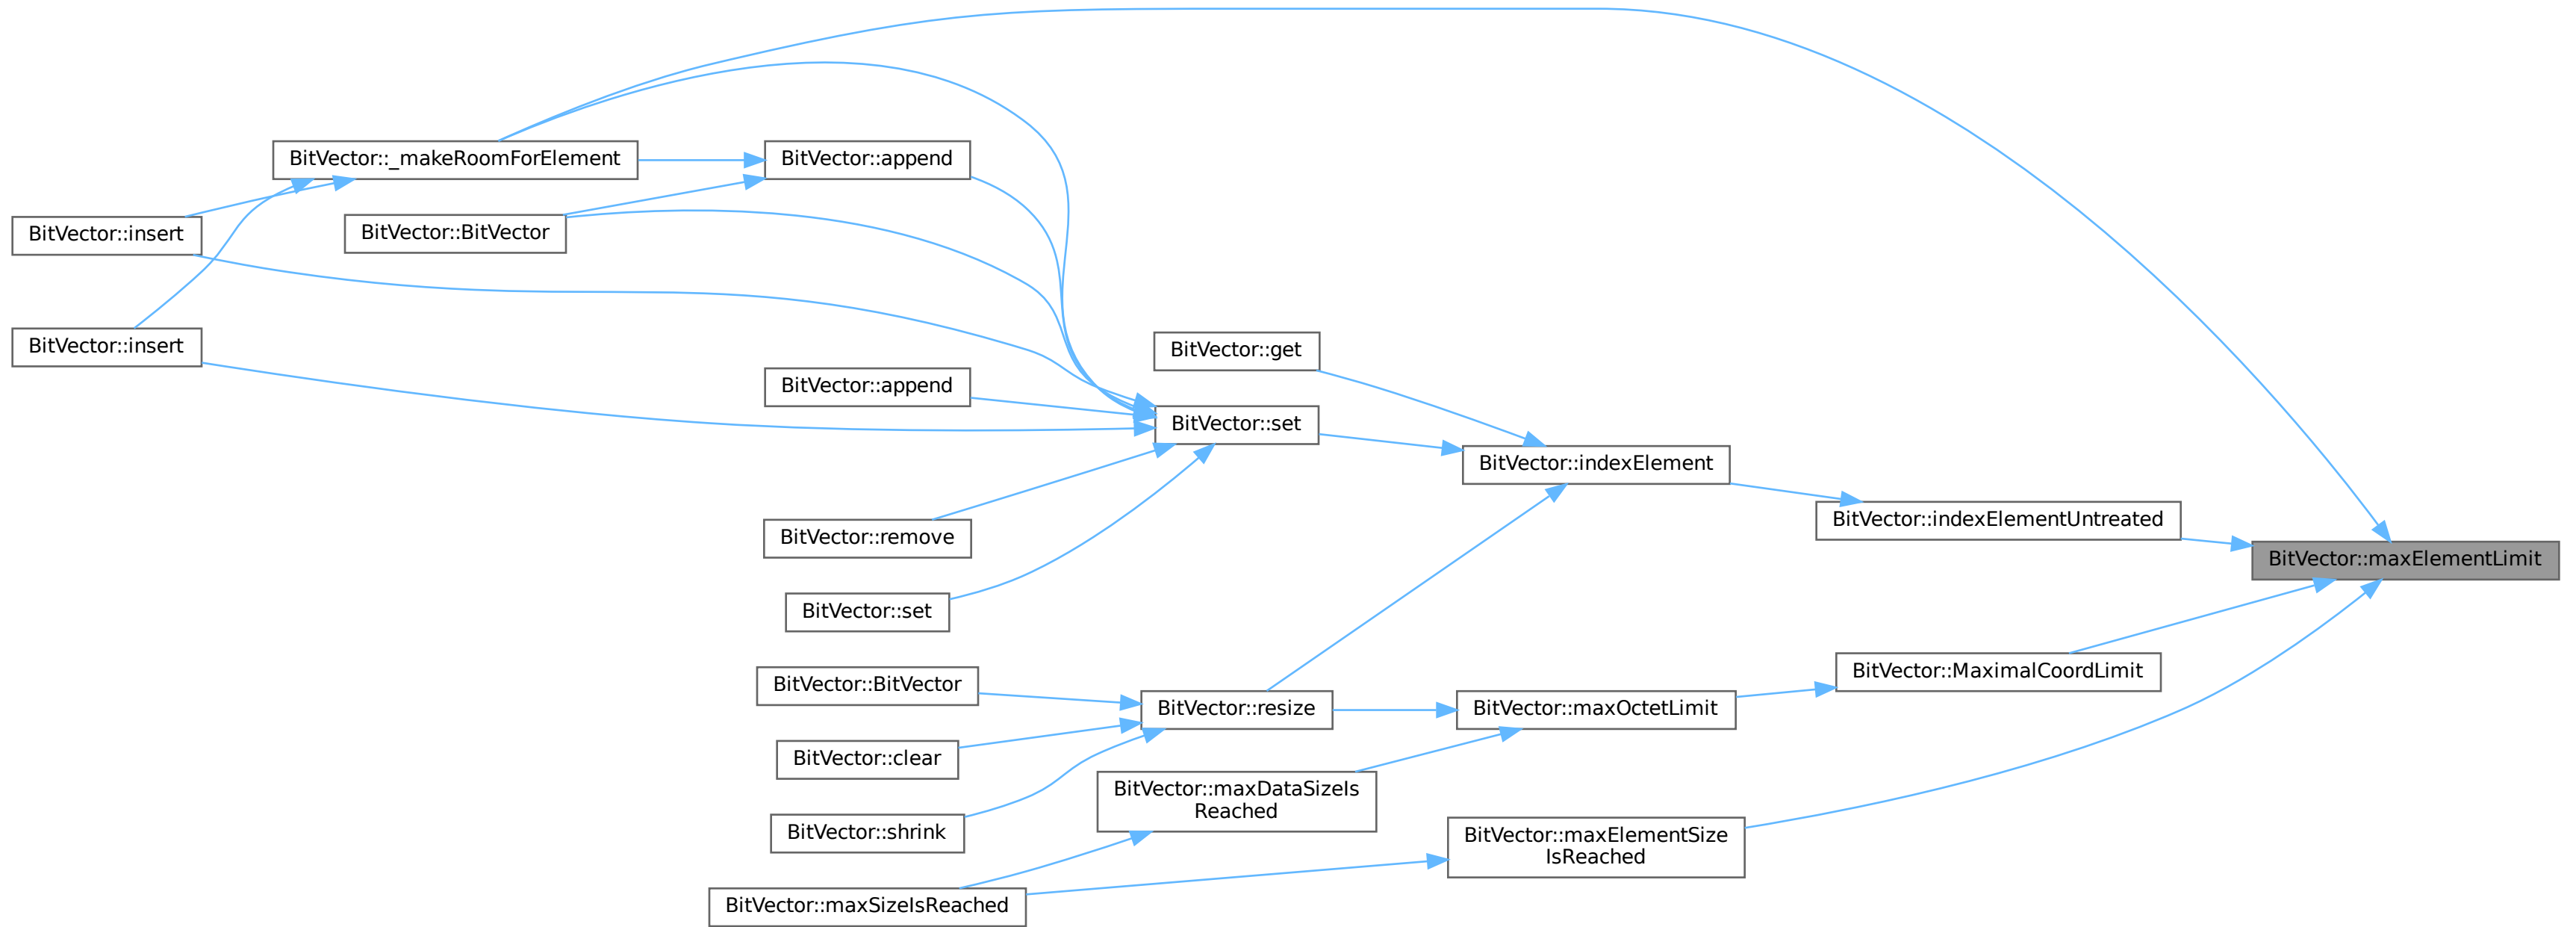 BitVector::_makeRoomForElement
BitVector::append
BitVector::insert
BitVector::BitVector
BitVector::insert
BitVector::get
BitVector::append
BitVector::set
BitVector::indexElement
BitVector::indexElementUntreated
BitVector::remove
BitVector::maxElementLimit
BitVector::set
BitVector::MaximalCoordLimit
BitVector::BitVector
BitVector::resize
BitVector::maxOctetLimit
BitVector::clear
BitVector::maxDataSizeIs
Reached
BitVector::shrink
BitVector::maxElementSize
IsReached
BitVector::maxSizeIsReached